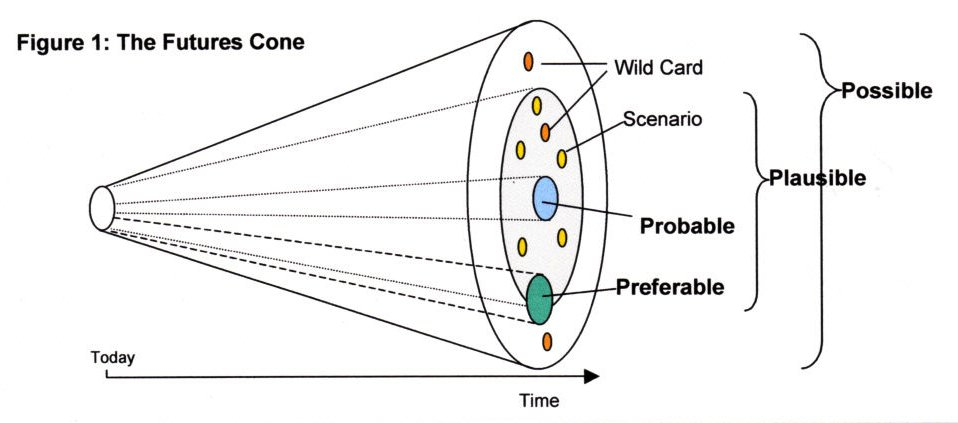 Figure 1: The Futures Cone
Wild Card
Possible
Scenario
Plausible
Probable
Preferable
Today
Time